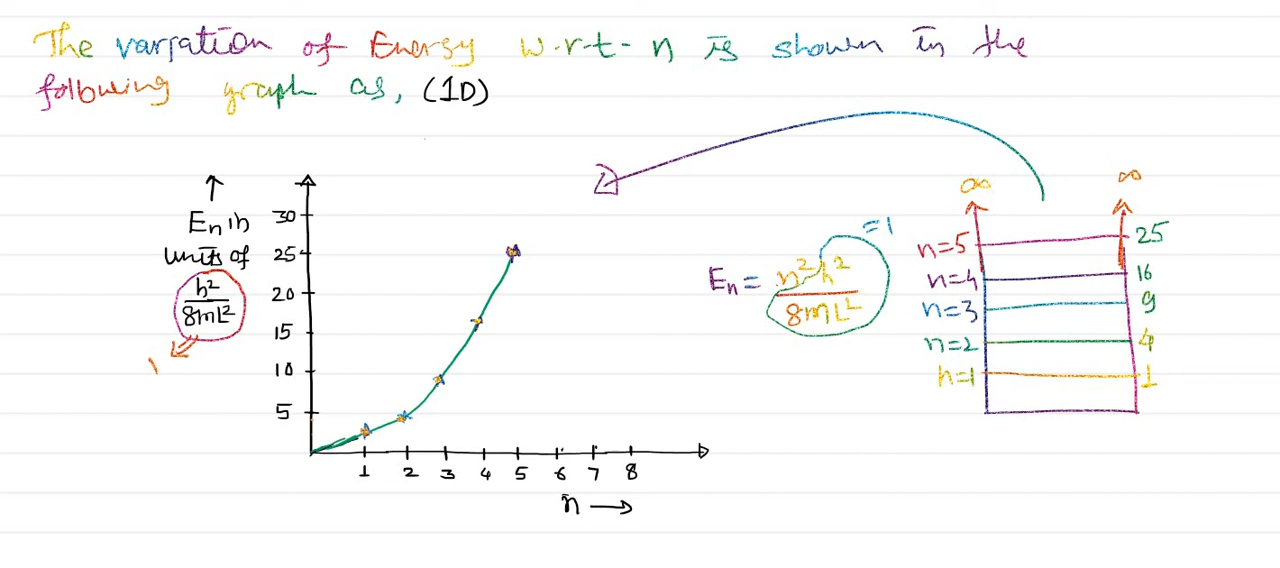 The variation of Energy w.r.t. n is shown in the
following graph as, (1D)
En in
units of
h²/8mL²
1
30
25
20
15
10
5
1 2 3 4 5 6 7 8
n →
En = n²h²/8mL²
=1
∞ ∞
n=5 25
n=4 16
n=3 9
n=2 4
n=1 1